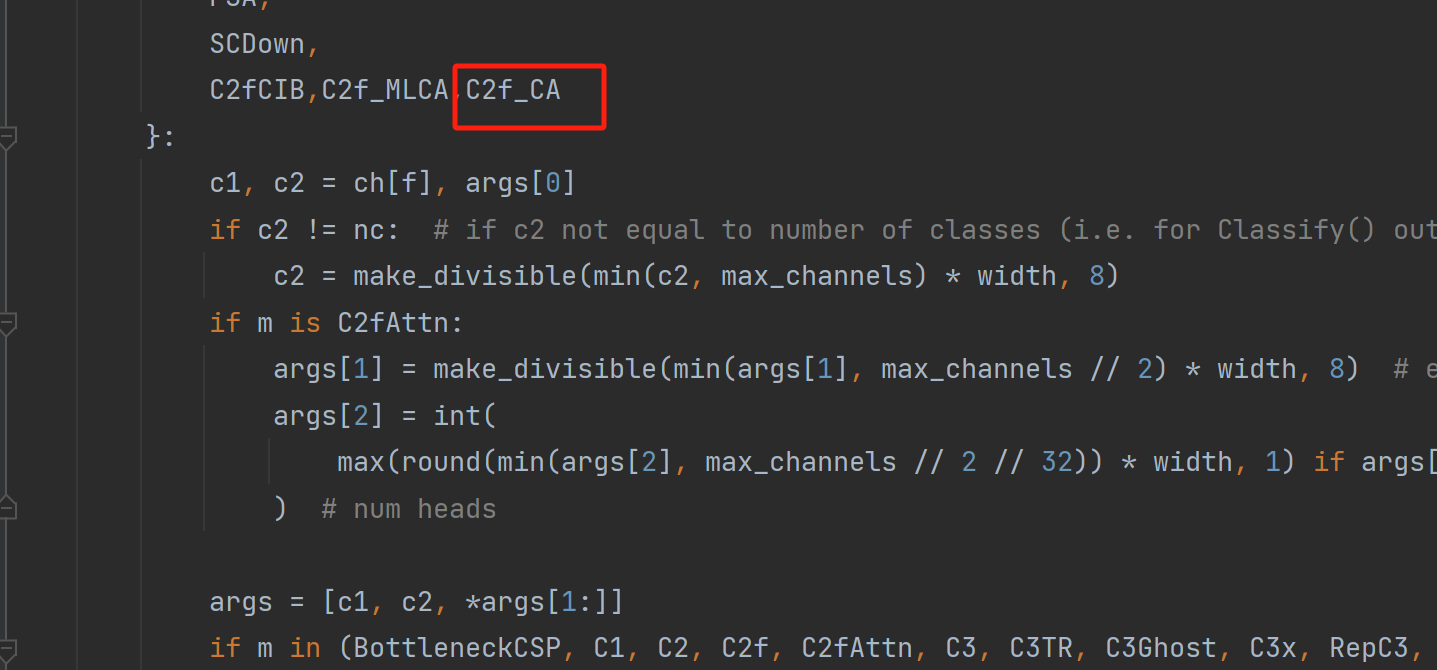 PSA,
SCDown,
C2fCIB,C2f_MLCA,C2f_CA
}:
c1, c2 = ch[f], args[0]
if c2 != nc:  # if c2 not equal to number of classes (i.e. for Classify() out
c2 = make_divisible(min(c2, max_channels) * width, 8)
if m is C2fAttn:
args[1] = make_divisible(min(args[1], max_channels // 2) * width, 8)  # e
args[2] = int(
max(round(min(args[2], max_channels // 2 // 32)) * width, 1) if args[
)  # num heads
args = [c1, c2, *args[1:]]
if m in (BottleneckCSP, C1, C2, C2f, C2fAttn, C3, C3TR, C3Ghost, C3x, RepC3,